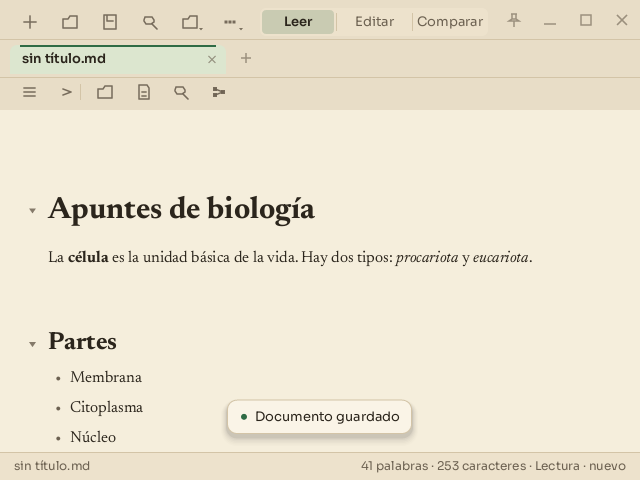 Leer
Editar
Comparar
sin título.md
Apuntes de biología
La célula es la unidad básica de la vida. Hay dos tipos: procariota y eucariota.
Partes
• Membrana
• Citoplasma
• Núcleo
Documento guardado
sin título.md
41 palabras · 253 caracteres · Lectura · nuevo